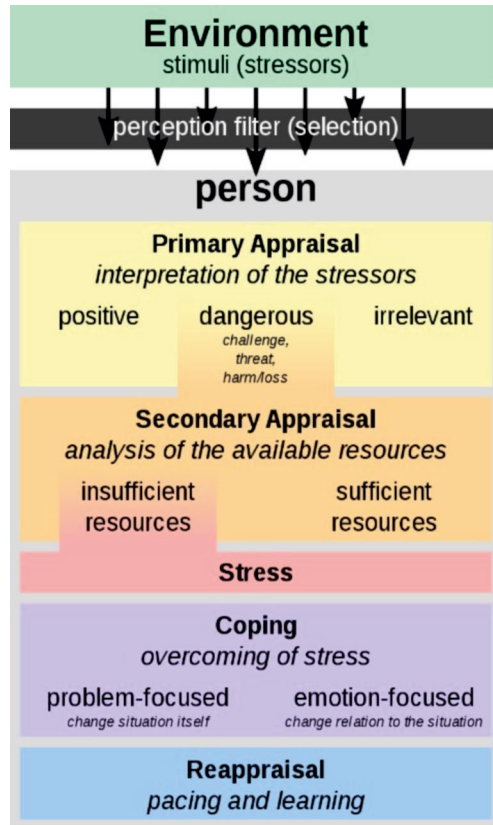 Environment
stimuli (stressors)
perception filter (selection)
person
Primary Appraisal
interpretation of the stressors
positive dangerous irrelevant
challenge,
threat,
harm/loss
Secondary Appraisal
analysis of the available resources
insufficient sufficient
resources resources
Stress
Coping
overcoming of stress
problem-focused emotion-focused
change situation itself change relation to the situation
Reappraisal
pacing and learning